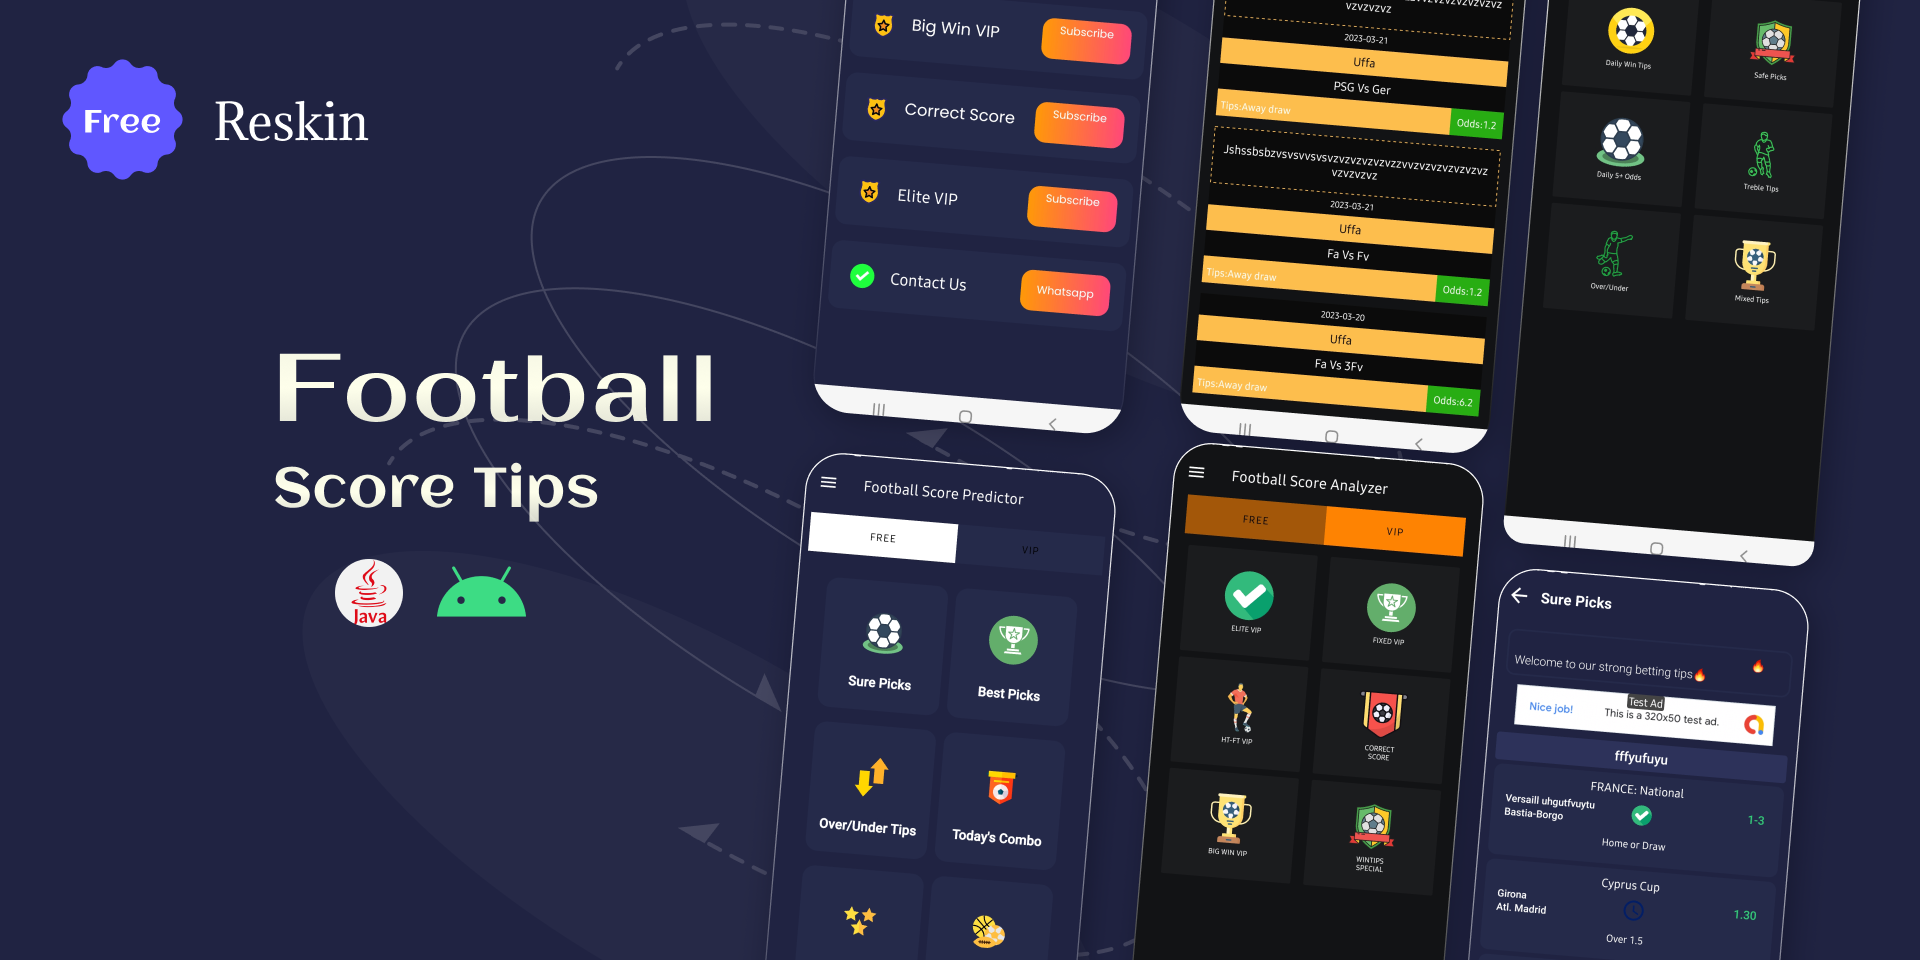 Free
Reskin
Football
Score Tips
Java
Big Win VIP
Subscribe
Correct Score
Subscribe
Elite VIP
Subscribe
Contact Us
Whatsapp
vzvzvzvz
2023-03-21
Uffa
PSG Vs Ger
Tips:Away draw
Odds:1.2
vzvzvzvz
2023-03-21
Uffa
Fa Vs Fv
Tips:Away draw
Odds:1.2
2023-03-20
Uffa
Fa Vs 3Fv
Tips:Away draw
Odds:6.2
Daily Win Tips
Safe Picks
Daily 5+ Odds
Treble Tips
Over/Under
Mixed Tips
Football Score Predictor
FREE
VIP
Sure Picks
Best Picks
Over/Under Tips
Today's Combo
Football Score Analyzer
FREE
VIP
ELITE VIP
FIXED VIP
HT-FT VIP
CORRECT
SCORE
BIG WIN VIP
WINTIPS
SPECIAL
Sure Picks
Welcome to our strong betting tips🔥
🔥
Test Ad
Nice job!
This is a 320x50 test ad.
fffyufuyu
FRANCE: National
Versaill uhgutfvuytu
Bastia-Borgo
1-3
Home or Draw
Cyprus Cup
Girona
Atl. Madrid
1.30
Over 1.5